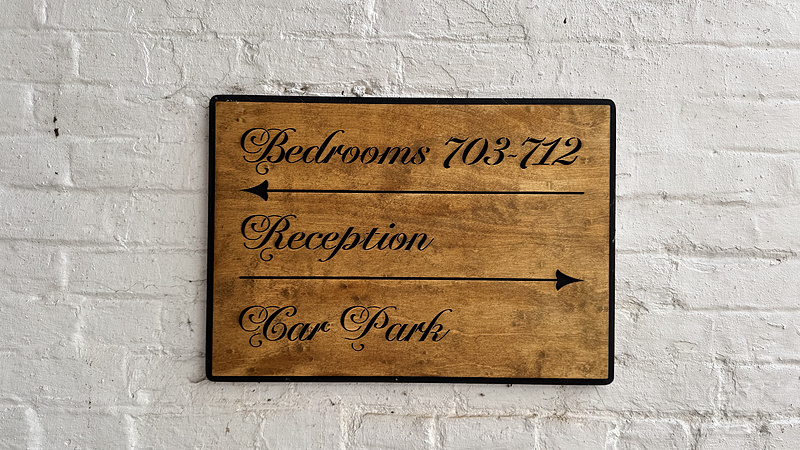 Bedrooms 703-712
Reception
Car Park